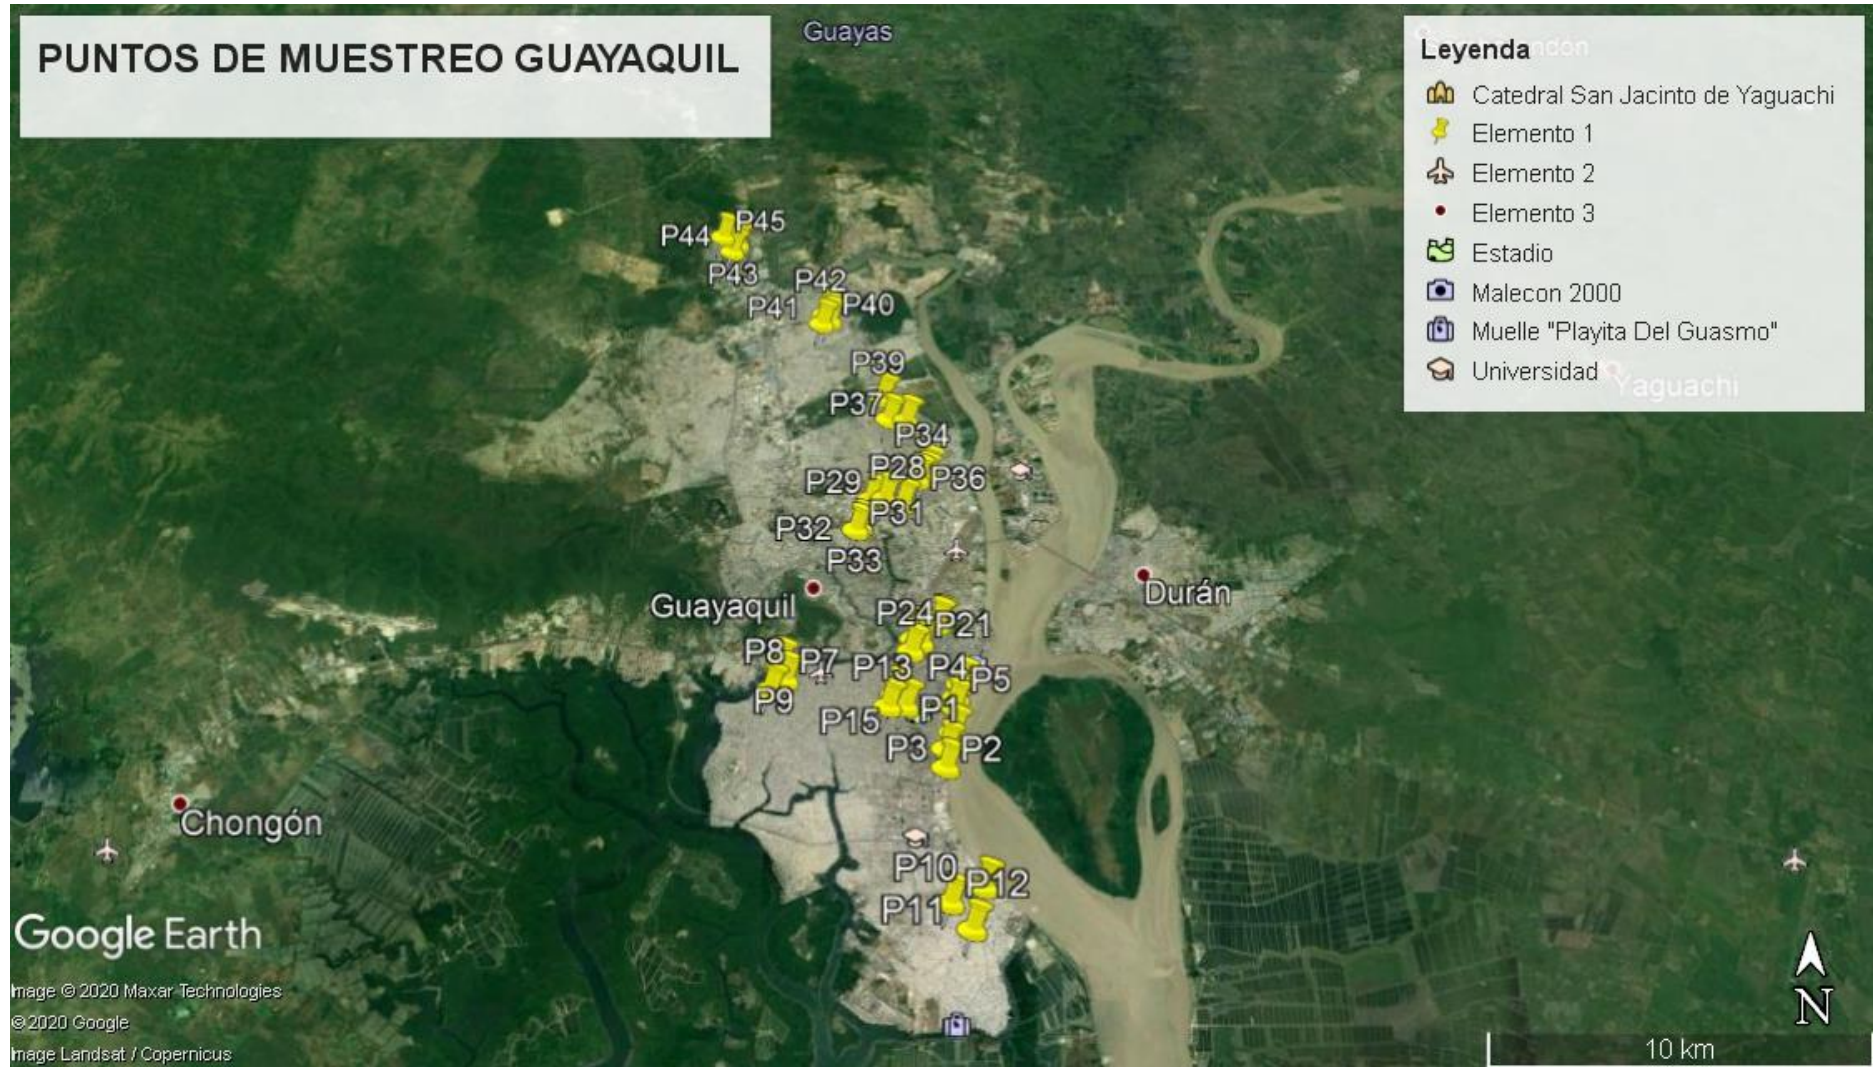 PUNTOS DE MUESTREO GUAYAQUIL
Guayas
Leyenda
Catedral San Jacinto de Yaguachi
Elemento 1
Elemento 2
Elemento 3
Estadio
Malecon 2000
Muelle "Playita Del Guasmo"
Universidad
Yaguachi
P45
P44
P43
P42
P41
P40
P39
P37
P34
P28
P29
P36
P31
P32
P33
Guayaquil
Durán
P24
P21
P8
P7
P13
P4
P5
P9
P15
P1
P3
P2
Chongón
P10
P12
P11
Google Earth
Image © 2020 Maxar Technologies
© 2020 Google
Image Landsat / Copernicus
N
10 km